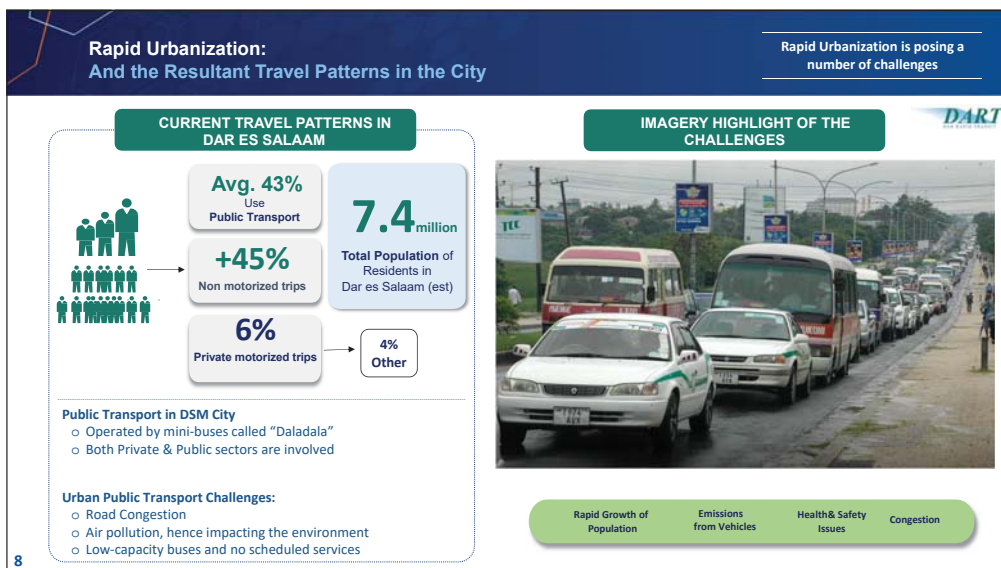 Rapid Urbanization:
And the Resultant Travel Patterns in the City
Rapid Urbanization is posing a
number of challenges
CURRENT TRAVEL PATTERNS IN
DAR ES SALAAM
Avg. 43%
Use
Public Transport
+45%
Non motorized trips
6%
Private motorized trips
4%
Other
7.4 million
Total Population of
Residents in
Dar es Salaam (est)
Public Transport in DSM City
o Operated by mini-buses called “Daladala”
o Both Private & Public sectors are involved
Urban Public Transport Challenges:
o Road Congestion
o Air pollution, hence impacting the environment
o Low-capacity buses and no scheduled services
8
IMAGERY HIGHLIGHT OF THE
CHALLENGES
DART
Rapid Growth of
Population
Emissions
from Vehicles
Health& Safety
Issues
Congestion